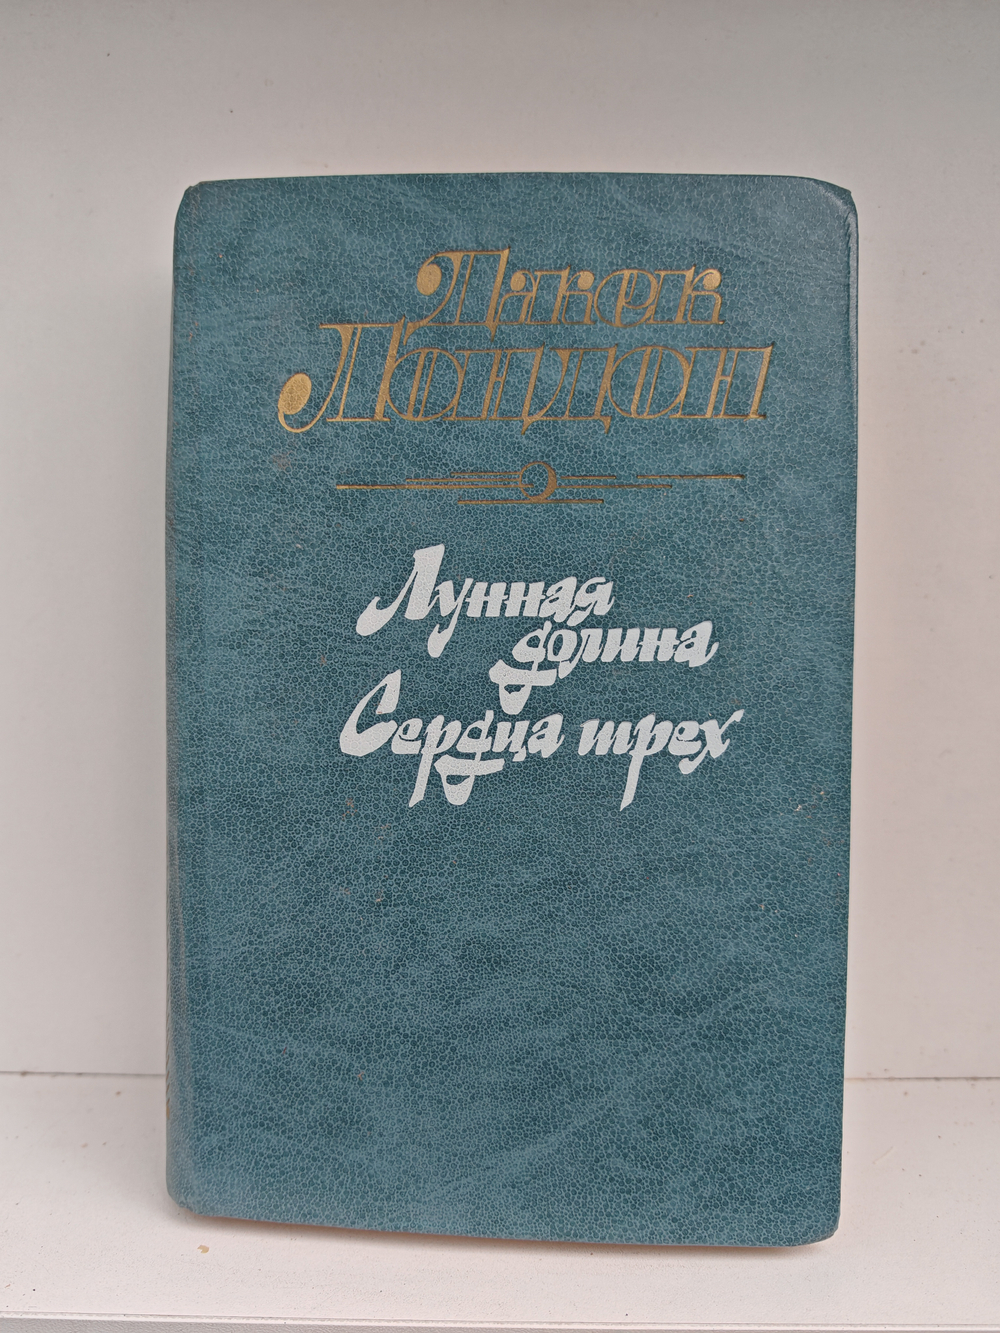 Джек
Лондон
Лунная
долина
Сердца трех